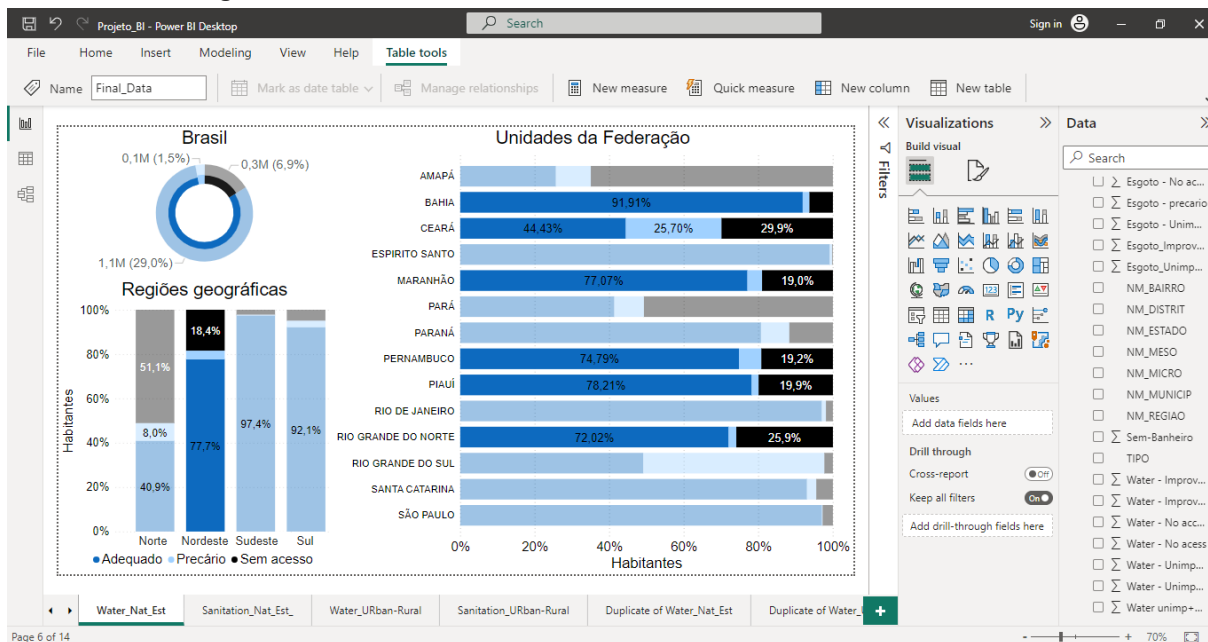 Projeto_BI - Power BI Desktop
Search
Sign in
File Home Insert Modeling View Help Table tools
Name Final_Data Mark as date table Manage relationships New measure Quick measure New column New table
Brasil
0,1M (1,5%)
0,3M (6,9%)
1,1M (29,0%)
Regiões geográficas
100%
80%
60%
40%
20%
0%
Habitantes
51,1%
8,0%
40,9%
18,4%
77,7%
97,4%
92,1%
Norte Nordeste Sudeste Sul
Adequado Precário Sem acesso
Unidades da Federação
AMAPÁ
BAHIA 91,91%
CEARÁ 44,43% 25,70% 29,9%
ESPIRITO SANTO
MARANHÃO 77,07% 19,0%
PARÁ
PARANÁ
PERNAMBUCO 74,79% 19,2%
PIAUÍ 78,21% 19,9%
RIO DE JANEIRO
RIO GRANDE DO NORTE 72,02% 25,9%
RIO GRANDE DO SUL
SANTA CATARINA
SÃO PAULO
0% 20% 40% 60% 80% 100%
Habitantes
Filters
Visualizations
Build visual
123
R Py
...
Values
Add data fields here
Drill through
Cross-report Off
Keep all filters On
Add drill-through fields here
Data
Search
Esgoto - No ac...
Esgoto - precario
Esgoto - Unim...
Esgoto_Improv...
Esgoto_Unimp...
NM_BAIRRO
NM_DISTRIT
NM_ESTADO
NM_MESO
NM_MICRO
NM_MUNICIP
NM_REGIAO
Sem-Banheiro
TIPO
Water - Improv...
Water - Improv...
Water - No acc...
Water - No acess
Water - Unimp...
Water - Unimp...
Water unimp+...
Water_Nat_Est Sanitation_Nat_Est_ Water_URban-Rural Sanitation_URban-Rural Duplicate of Water_Nat_Est Duplicate of Water_
Page 6 of 14
- + 70%